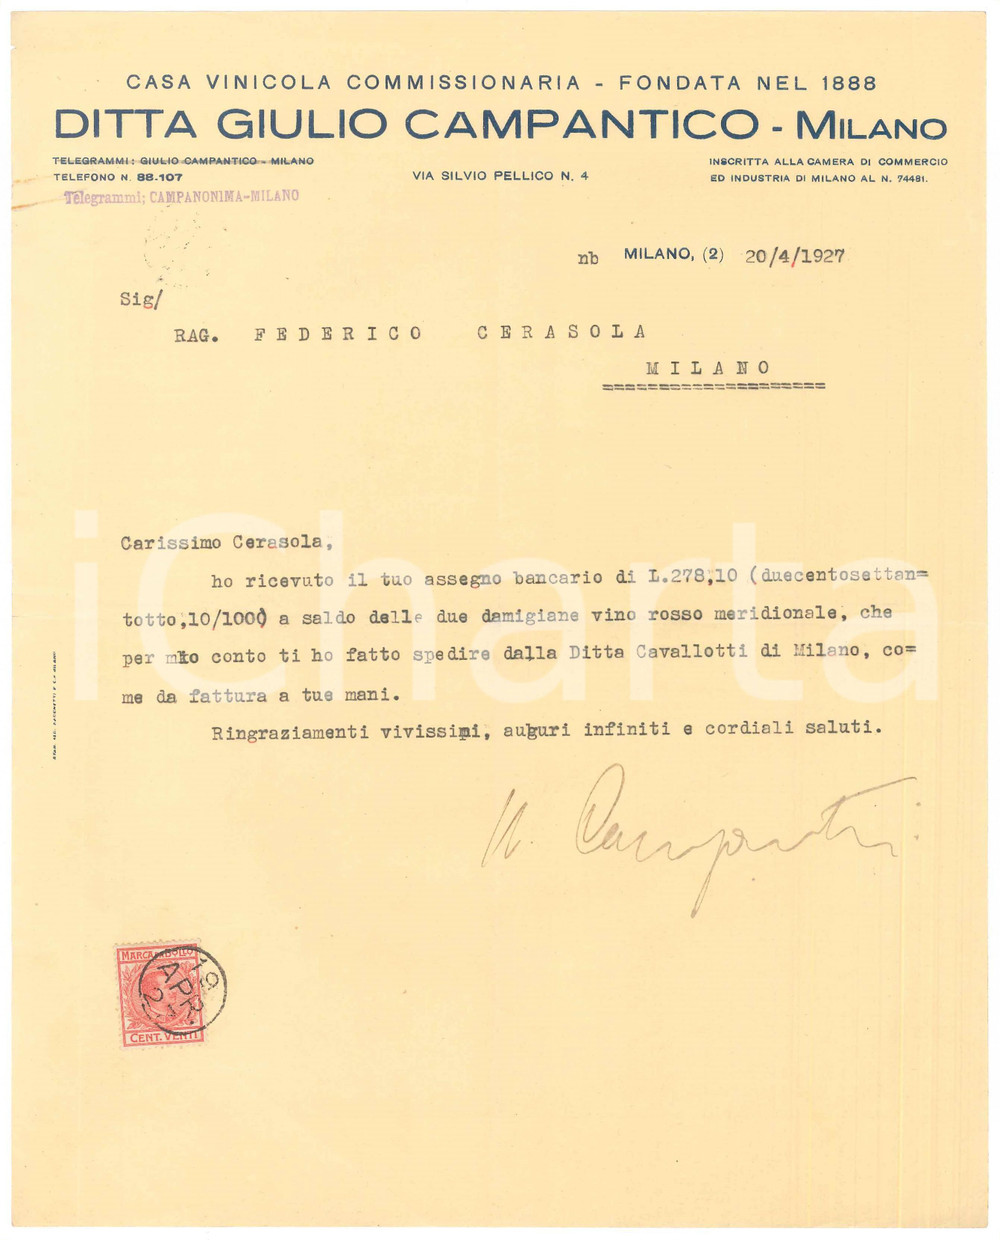 CASA VINICOLA COMMISSIONARIA - FONDATA NEL 1888
DITTA GIULIO CAMPANTICO - MILANO
TELEGRAMMI: GIULIO CAMPANTICO - MILANO
TELEFONO N. 88-107
Telegrammi; CAMPANONIMA-MILANO
VIA SILVIO PELLICO N. 4
INSCRITTA ALLA CAMERA DI COMMERCIO
ED INDUSTRIA DI MILANO AL N. 74481.
nb MILANO, (2) 20/4/1927
Sig/
RAG. FEDERICO CERASOLA
MILANO
iCharta
Carissimo Cerasola,
ho ricevuto il tuo assegno bancario di L.278,10 (duecentosettan=
totto,10/100) a saldo delle due damigiane vino rosso meridionale, che
per mio conto ti ho fatto spedire dalla Ditta Cavallotti di Milano, co=
me da fattura a tue mani.
Ringraziamenti vivissimi, auguri infiniti e cordiali saluti.
MARCA DA BOLLO
19
APR.
27
CENT. VENTI